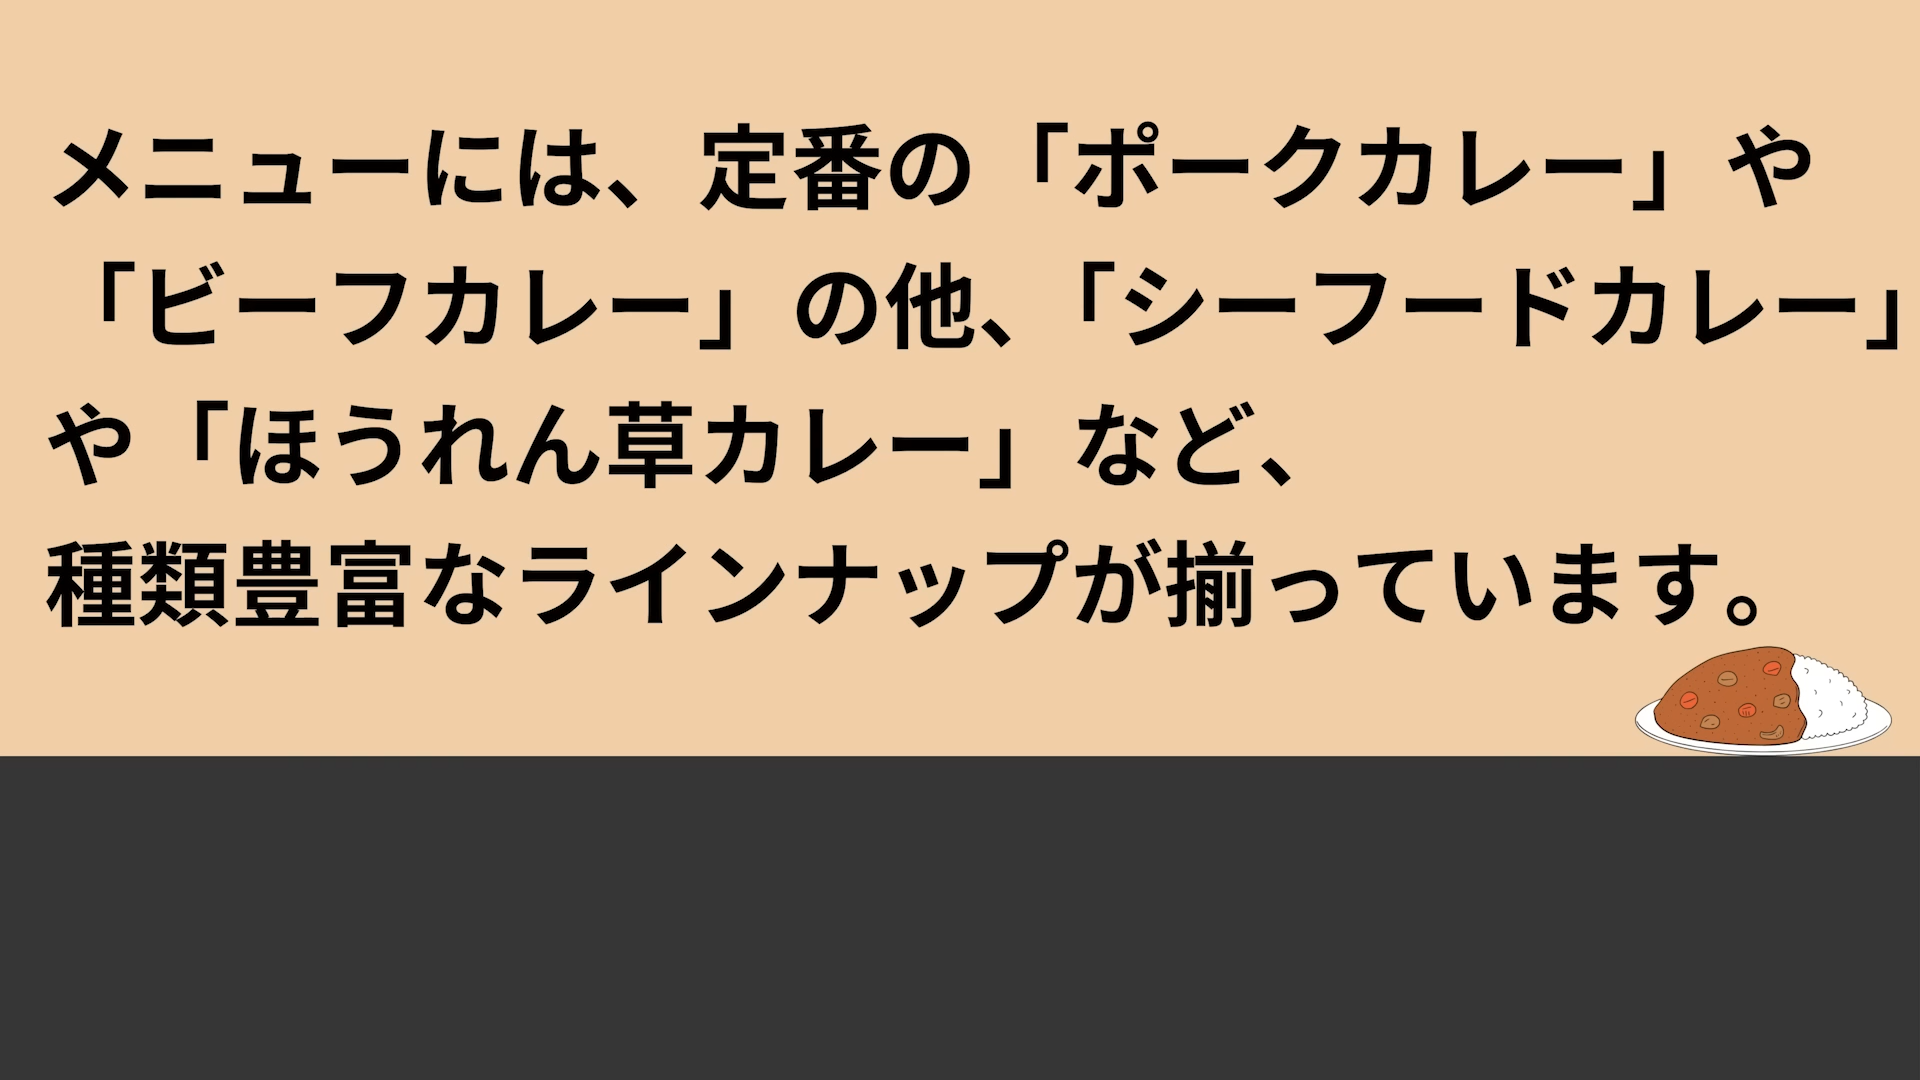 メニューには、定番の「ポークカレー」や
「ビーフカレー」の他、「シーフードカレー」
や「ほうれん草カレー」など、
種類豊富なラインナップが揃っています。